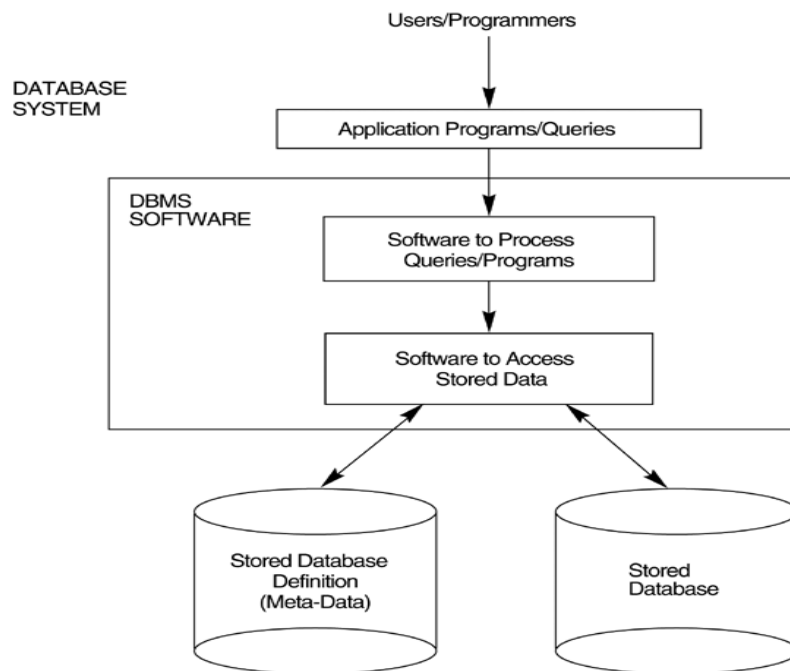 Users/Programmers
DATABASE
SYSTEM
Application Programs/Queries
DBMS
SOFTWARE
Software to Process
Queries/Programs
Software to Access
Stored Data
Stored Database
Definition
(Meta-Data)
Stored
Database